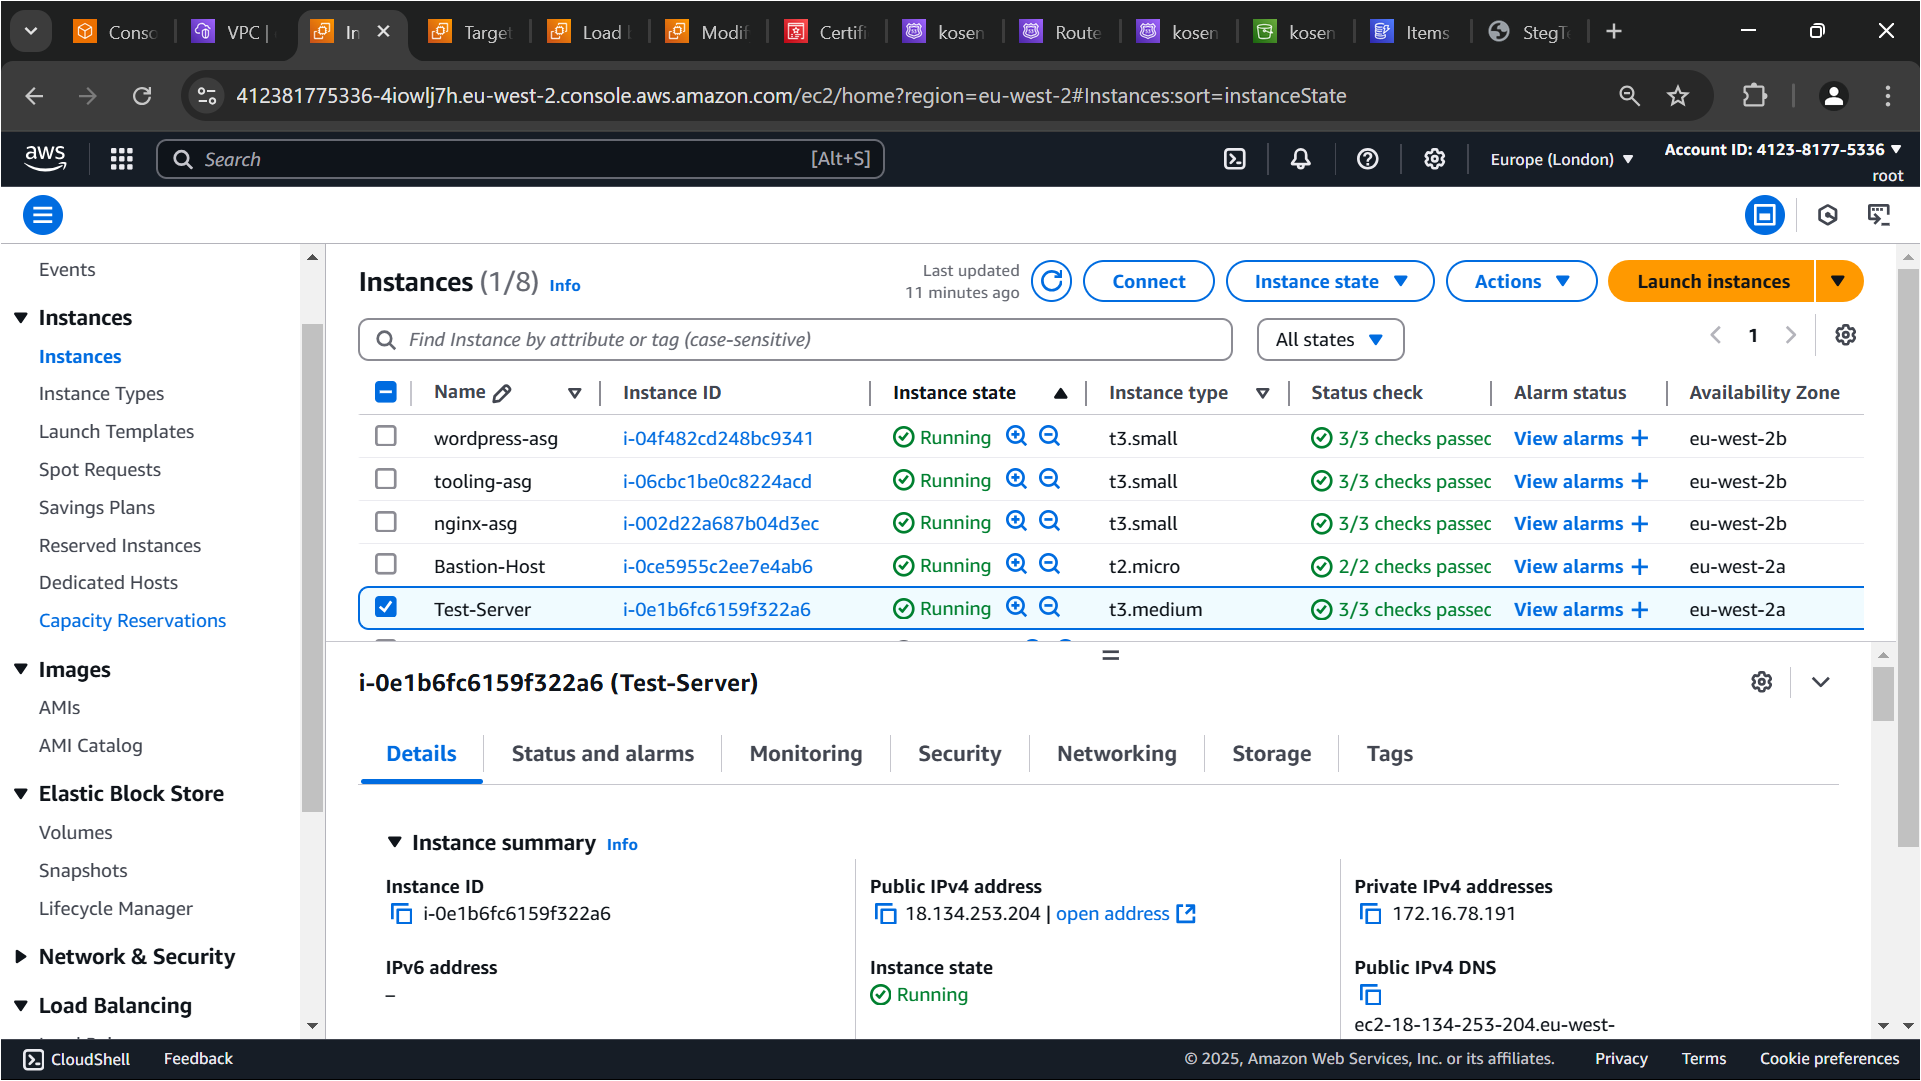 Conso
VPC |
In
Target
Load
Modif
Certifi
kosen
Route
kosen
kosen
Items
StegTe
412381775336-4iowlj7h.eu-west-2.console.aws.amazon.com/ec2/home?region=eu-west-2#Instances:sort=instanceState
aws
Search
[Alt+S]
Europe (London)
Account ID: 4123-8177-5336
root
Events
Instances
Instances
Instance Types
Launch Templates
Spot Requests
Savings Plans
Reserved Instances
Dedicated Hosts
Capacity Reservations
Images
AMIs
AMI Catalog
Elastic Block Store
Volumes
Snapshots
Lifecycle Manager
Network & Security
Load Balancing
Instances (1/8) Info
Last updated
11 minutes ago
Connect
Instance state
Actions
Launch instances
Find Instance by attribute or tag (case-sensitive)
All states
1
Name Instance ID Instance state Instance type Status check Alarm status Availability Zone
wordpress-asg i-04f482cd248bc9341 Running t3.small 3/3 checks passec View alarms + eu-west-2b
tooling-asg i-06cbc1be0c8224acd Running t3.small 3/3 checks passec View alarms + eu-west-2b
nginx-asg i-002d22a687b04d3ec Running t3.small 3/3 checks passec View alarms + eu-west-2b
Bastion-Host i-0ce5955c2ee7e4ab6 Running t2.micro 2/2 checks passec View alarms + eu-west-2a
Test-Server i-0e1b6fc6159f322a6 Running t3.medium 3/3 checks passec View alarms + eu-west-2a
i-0e1b6fc6159f322a6 (Test-Server)
Details
Status and alarms
Monitoring
Security
Networking
Storage
Tags
Instance summary Info
Instance ID
i-0e1b6fc6159f322a6
Public IPv4 address
18.134.253.204 | open address
Private IPv4 addresses
172.16.78.191
IPv6 address
–
Instance state
Running
Public IPv4 DNS
ec2-18-134-253-204.eu-west-
CloudShell
Feedback
© 2025, Amazon Web Services, Inc. or its affiliates.
Privacy
Terms
Cookie preferences